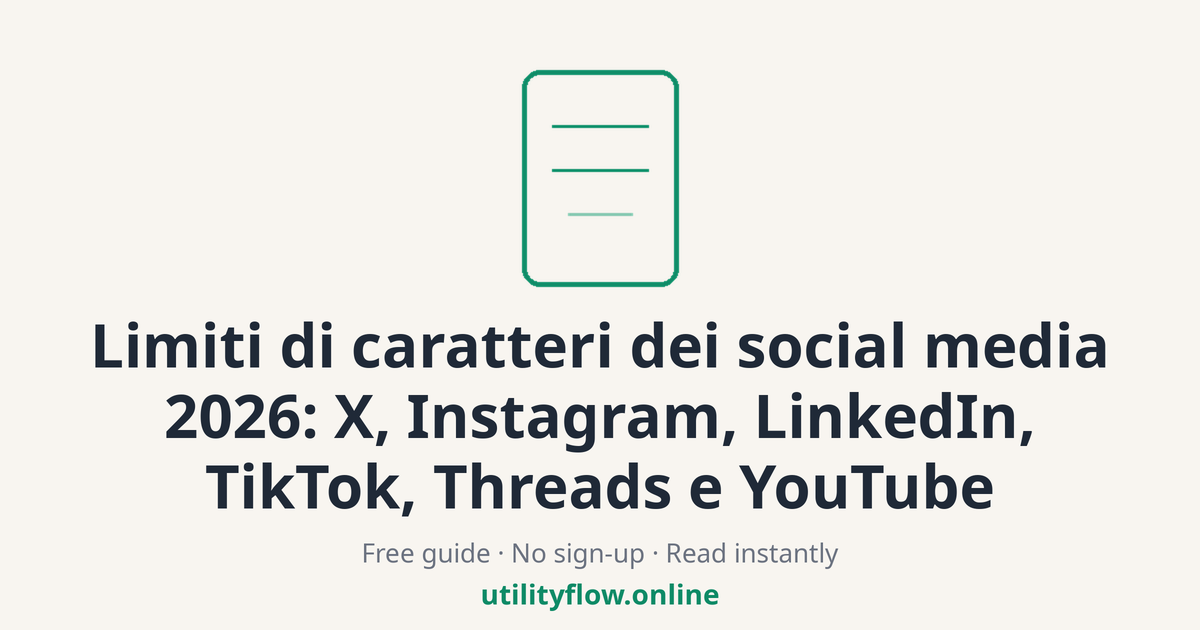 Limiti di caratteri dei social media
2026: X, Instagram, LinkedIn,
TikTok, Threads e YouTube
Free guide · No sign-up · Read instantly
utilityflow.online